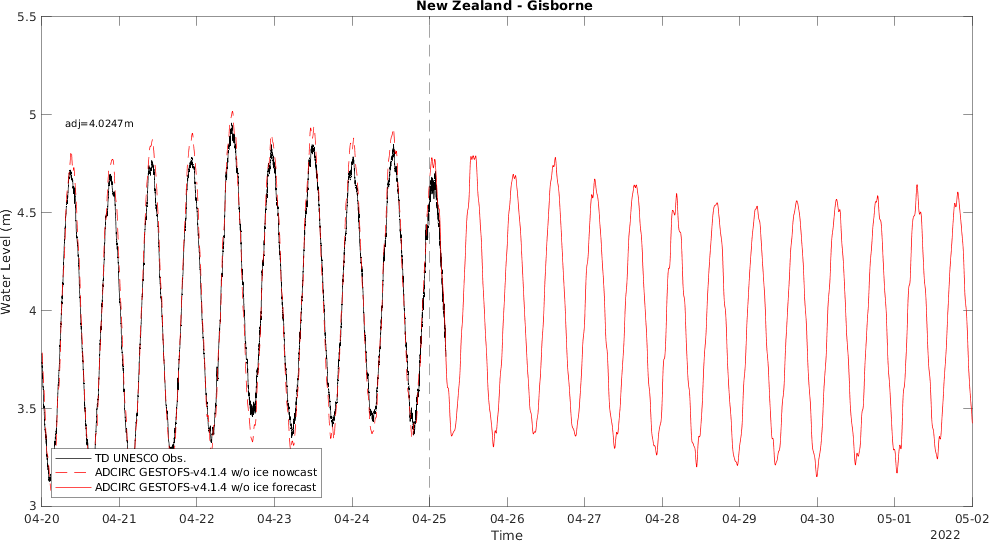 New Zealand - Gisborne
5.5
5
4.5
4
3.5
3
Water Level (m)
adj=4.0247m
TD UNESCO Obs.
ADCIRC GESTOFS-v4.1.4 w/o ice nowcast
ADCIRC GESTOFS-v4.1.4 w/o ice forecast
04-20 04-21 04-22 04-23 04-24 04-25 04-26 04-27 04-28 04-29 04-30 05-01 05-02
Time
2022